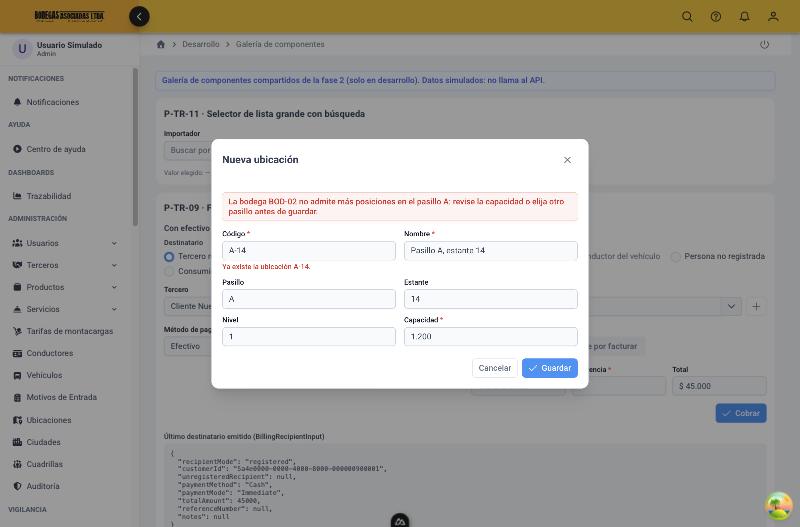 BODEGAS ASOCIADAS LTDA.
U
Usuario Simulado
Admin
Desarrollo
Galería de componentes
NOTIFICACIONES
Notificaciones
AYUDA
Centro de ayuda
DASHBOARDS
Trazabilidad
ADMINISTRACIÓN
Usuarios
Terceros
Productos
Servicios
Tarifas de montacargas
Conductores
Vehículos
Motivos de Entrada
Ubicaciones
Ciudades
Cuadrillas
Auditoría
VIGILANCIA
Galería de componentes compartidos de la fase 2 (solo en desarrollo). Datos simulados: no llama al API.
P-TR-11 · Selector de lista grande con búsqueda
Importador
Buscar por
Valor elegido: —
P-TR-09 · F
Con efectivo
Destinatario
Tercero r
nductor del vehículo
Persona no registrada
Consumi
Tercero
Cliente Nue
Método de pag
Efectivo
e por facturar
encia *
Total
$ 45.000
Cobrar
Nueva ubicación
La bodega BOD-02 no admite más posiciones en el pasillo A: revise la capacidad o elija otro
pasillo antes de guardar.
Código *
Nombre *
A-14
Pasillo A, estante 14
Ya existe la ubicación A-14.
Pasillo
Estante
A
14
Nivel
Capacidad *
1
1.200
Cancelar
Guardar
Último destinatario emitido (BillingRecipientInput)
{
"recipientMode": "registered",
"customerId": "5a4e0000-0000-4000-8000-000000900001",
"unregisteredRecipient": null,
"paymentMethod": "Cash",
"paymentMode": "Immediate",
"totalAmount": 45000,
"referenceNumber": null,
"notes": null
}